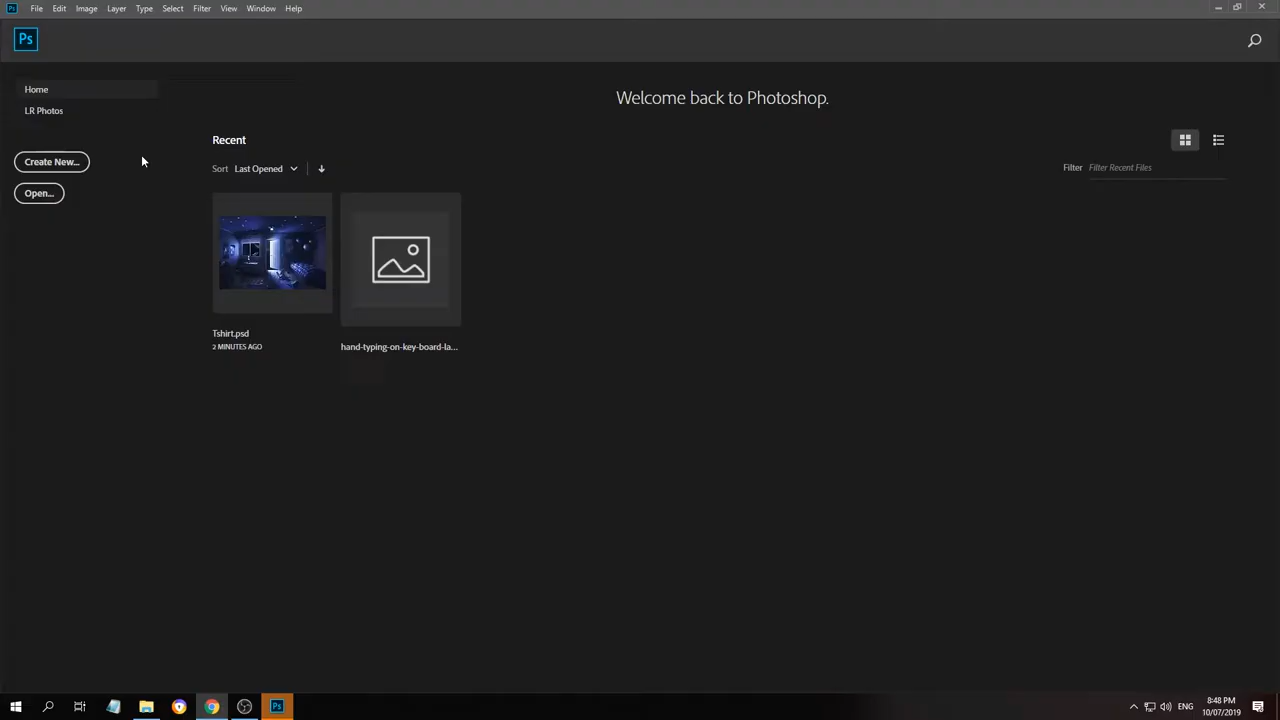 Ps File Edit Image Layer Type Select Filter View Window Help
Ps
Home
LR Photos
Create New...
Open...
Welcome back to Photoshop.
Recent
Sort Last Opened
Filter Filter Recent Files
Tshirt.psd
2 MINUTES AGO
hand-typing-on-key-board-la...
Ps
ENG
8:48 PM
10/07/2019